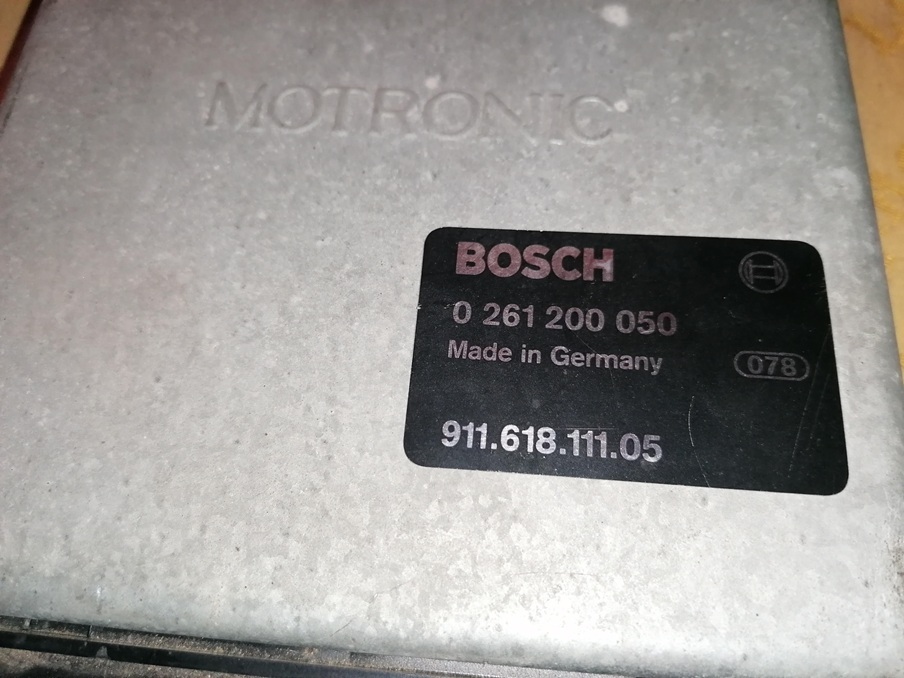 MOTRONIC
BOSCH
0 261 200 050
Made in Germany
078
911.618.111.05